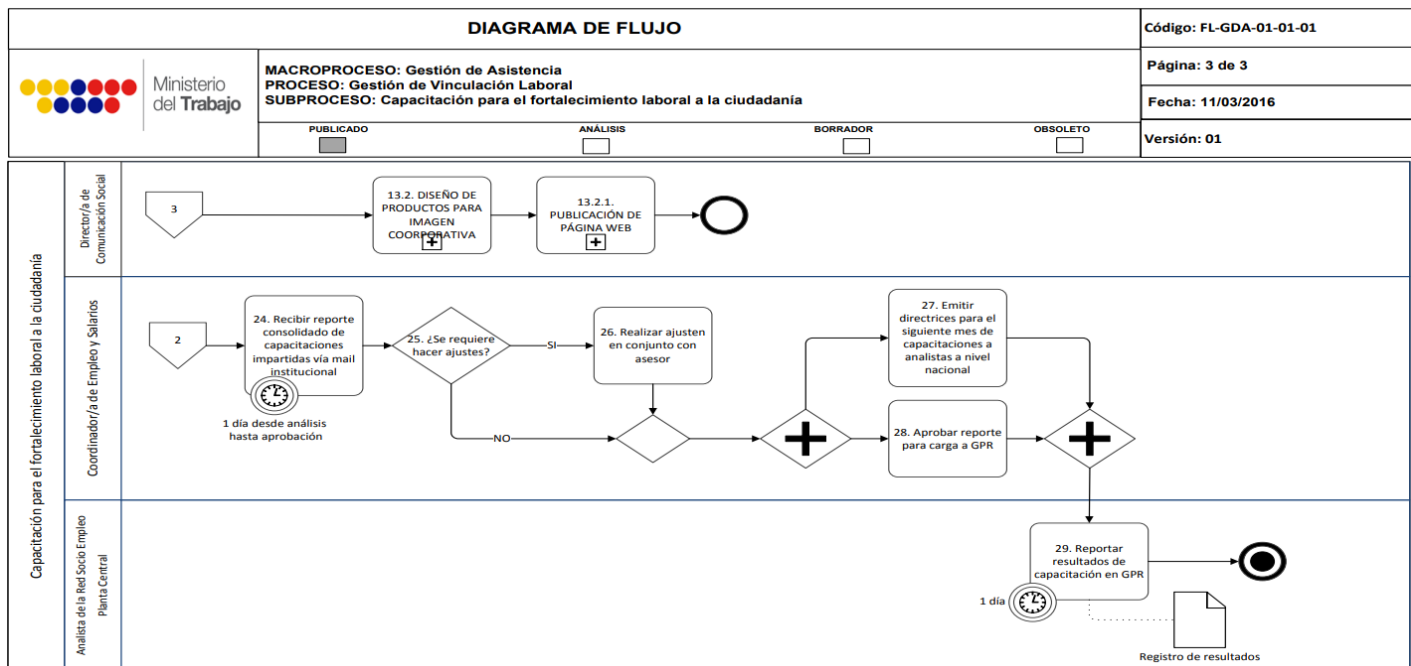 DIAGRAMA DE FLUJO
Código: FL-GDA-01-01-01
Ministerio
del Trabajo
MACROPROCESO: Gestión de Asistencia
PROCESO: Gestión de Vinculación Laboral
SUBPROCESO: Capacitación para el fortalecimiento laboral a la ciudadanía
Página: 3 de 3
Fecha: 11/03/2016
PUBLICADO
ANÁLISIS
BORRADOR
OBSOLETO
Versión: 01
Capacitación para el fortalecimiento laboral a la ciudadanía
Director/a de
Comunicación Social
3
13.2. DISEÑO DE
PRODUCTOS PARA
IMAGEN
COORPORATIVA
13.2.1.
PUBLICACIÓN DE
PÁGINA WEB
Coordinador/a de Empleo y Salarios
2
24. Recibir reporte
consolidado de
capacitaciones
impartidas vía mail
institucional
1 día desde análisis
hasta aprobación
25. ¿Se requiere
hacer ajustes?
SI
NO
26. Realizar ajusten
en conjunto con
asesor
27. Emitir
directrices para el
siguiente mes de
capacitaciones a
analistas a nivel
nacional
28. Aprobar reporte
para carga a GPR
Analista de la Red Socio Empleo
Planta Central
29. Reportar
resultados de
capacitación en GPR
1 día
Registro de resultados